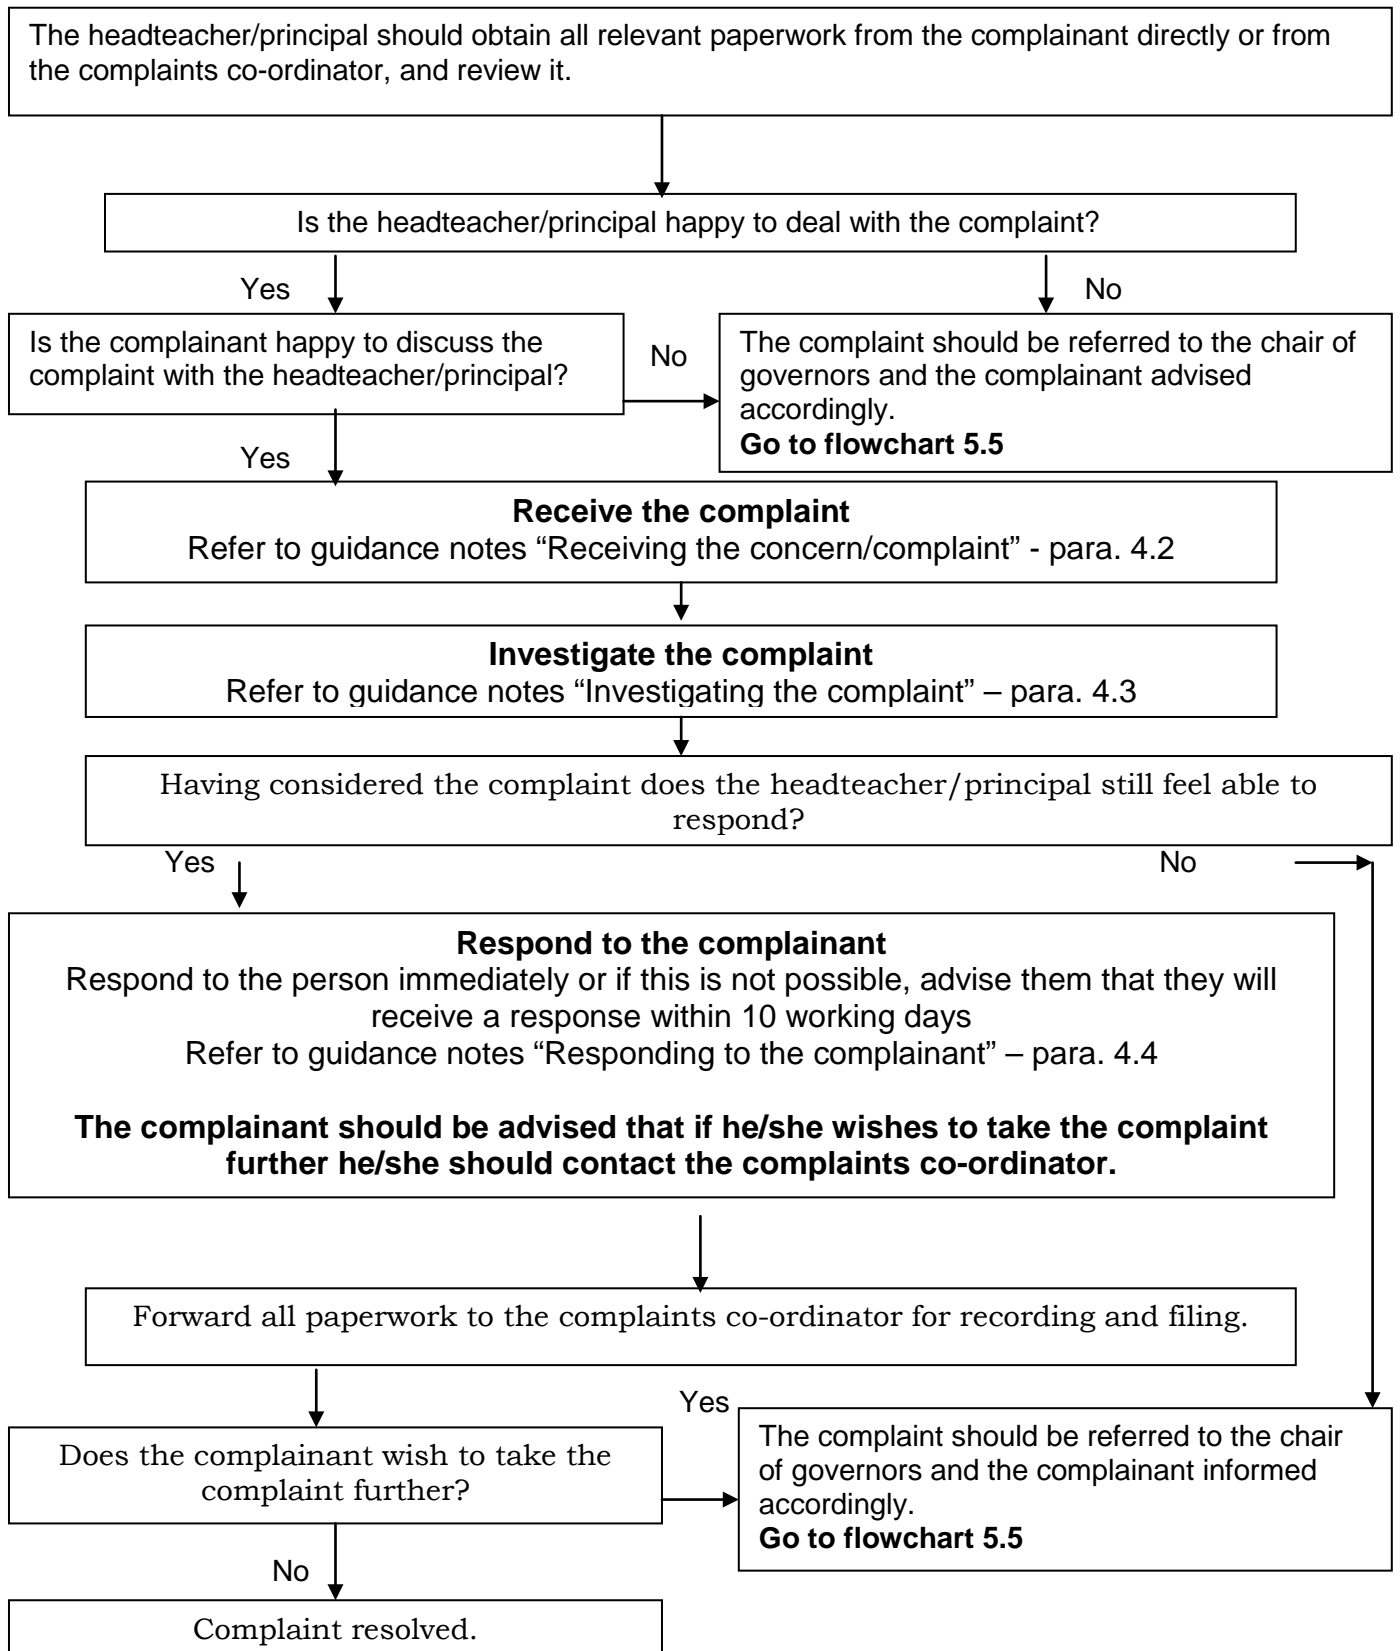 The headteacher/principal should obtain all relevant paperwork from the complainant directly or from
the complaints co-ordinator, and review it.
Is the headteacher/principal happy to deal with the complaint?
Yes
No
Is the complainant happy to discuss the
complaint with the headteacher/principal?
No
The complaint should be referred to the chair of
governors and the complainant advised
accordingly.
Go to flowchart 5.5
Yes
Receive the complaint
Refer to guidance notes “Receiving the concern/complaint” - para. 4.2
Investigate the complaint
Refer to guidance notes “Investigating the complaint” – para. 4.3
Having considered the complaint does the headteacher/principal still feel able to
respond?
Yes
No
Respond to the complainant
Respond to the person immediately or if this is not possible, advise them that they will
receive a response within 10 working days
Refer to guidance notes “Responding to the complainant” – para. 4.4
The complainant should be advised that if he/she wishes to take the complaint
further he/she should contact the complaints co-ordinator.
Forward all paperwork to the complaints co-ordinator for recording and filing.
Does the complainant wish to take the
complaint further?
Yes
The complaint should be referred to the chair
of governors and the complainant informed
accordingly.
Go to flowchart 5.5
No
Complaint resolved.